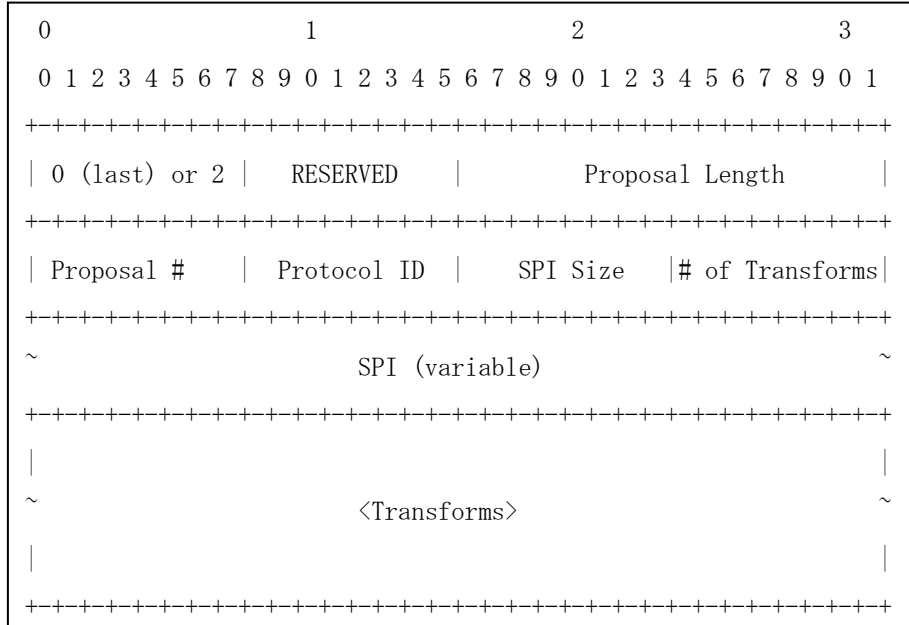 0                   1                   2                   3
0 1 2 3 4 5 6 7 8 9 0 1 2 3 4 5 6 7 8 9 0 1 2 3 4 5 6 7 8 9 0 1
+-+-+-+-+-+-+-+-+-+-+-+-+-+-+-+-+-+-+-+-+-+-+-+-+-+-+-+-+-+-+-+-+
| 0 (last) or 2 |   RESERVED    |         Proposal Length       |
+-+-+-+-+-+-+-+-+-+-+-+-+-+-+-+-+-+-+-+-+-+-+-+-+-+-+-+-+-+-+-+-+
| Proposal #    |  Protocol ID  |    SPI Size   |# of Transforms|
+-+-+-+-+-+-+-+-+-+-+-+-+-+-+-+-+-+-+-+-+-+-+-+-+-+-+-+-+-+-+-+-+
~                        SPI (variable)                         ~
+-+-+-+-+-+-+-+-+-+-+-+-+-+-+-+-+-+-+-+-+-+-+-+-+-+-+-+-+-+-+-+-+
|                                                               |
~                        <Transforms>                           ~
|                                                               |
+-+-+-+-+-+-+-+-+-+-+-+-+-+-+-+-+-+-+-+-+-+-+-+-+-+-+-+-+-+-+-+-+